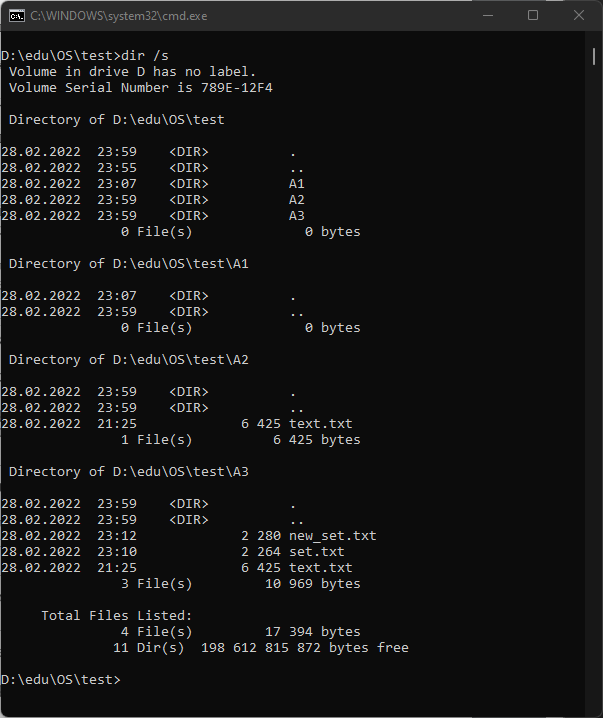 C:\WINDOWS\system32\cmd.exe
D:\edu\OS\test>dir /s
 Volume in drive D has no label.
 Volume Serial Number is 789E-12F4
 Directory of D:\edu\OS\test
28.02.2022  23:59    <DIR>          .
28.02.2022  23:55    <DIR>          ..
28.02.2022  23:07    <DIR>          A1
28.02.2022  23:59    <DIR>          A2
28.02.2022  23:59    <DIR>          A3
               0 File(s)              0 bytes
 Directory of D:\edu\OS\test\A1
28.02.2022  23:07    <DIR>          .
28.02.2022  23:59    <DIR>          ..
               0 File(s)              0 bytes
 Directory of D:\edu\OS\test\A2
28.02.2022  23:59    <DIR>          .
28.02.2022  23:59    <DIR>          ..
28.02.2022  21:25             6 425 text.txt
               1 File(s)          6 425 bytes
 Directory of D:\edu\OS\test\A3
28.02.2022  23:59    <DIR>          .
28.02.2022  23:59    <DIR>          ..
28.02.2022  23:12             2 280 new_set.txt
28.02.2022  23:10             2 264 set.txt
28.02.2022  21:25             6 425 text.txt
               3 File(s)         10 969 bytes
     Total Files Listed:
               4 File(s)         17 394 bytes
              11 Dir(s)  198 612 815 872 bytes free
D:\edu\OS\test>